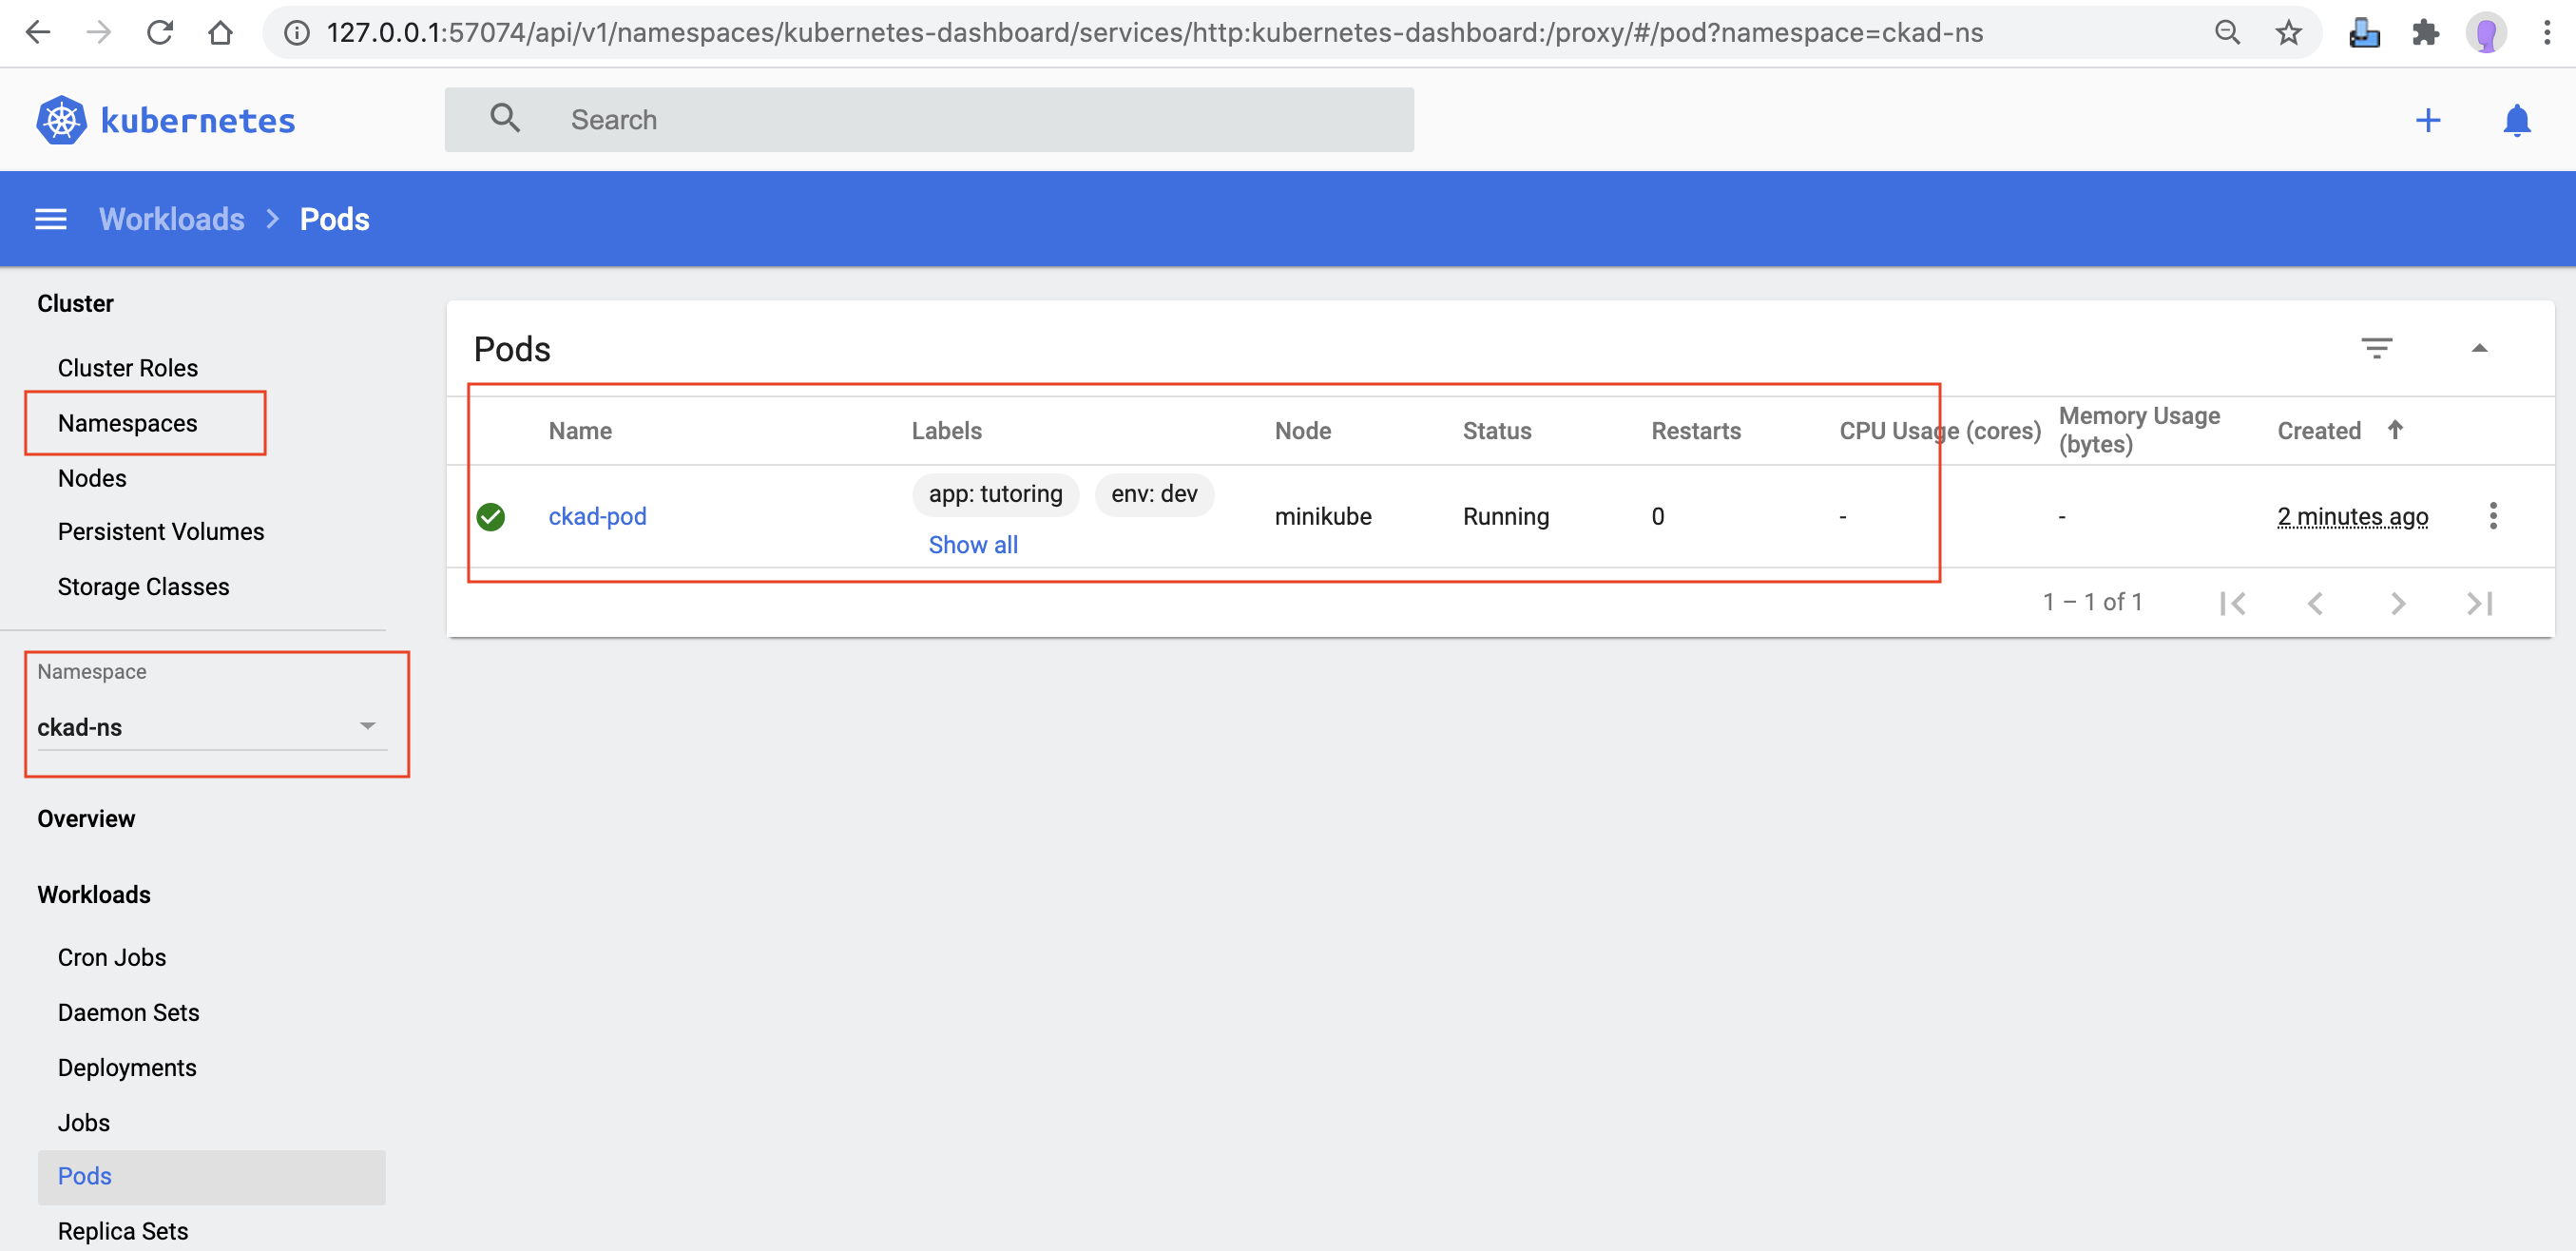 127.0.0.1:57074/api/v1/namespaces/kubernetes-dashboard/services/http:kubernetes-dashboard:/proxy/#/pod?namespace=ckad-ns
kubernetes
Search
Workloads > Pods
Cluster
Cluster Roles
Namespaces
Nodes
Persistent Volumes
Storage Classes
Namespace
ckad-ns
Overview
Workloads
Cron Jobs
Daemon Sets
Deployments
Jobs
Pods
Replica Sets
Pods
Name Labels Node Status Restarts CPU Usage (cores) Memory Usage (bytes) Created
ckad-pod app: tutoring env: dev minikube Running 0 - - 2 minutes ago
Show all
1 – 1 of 1